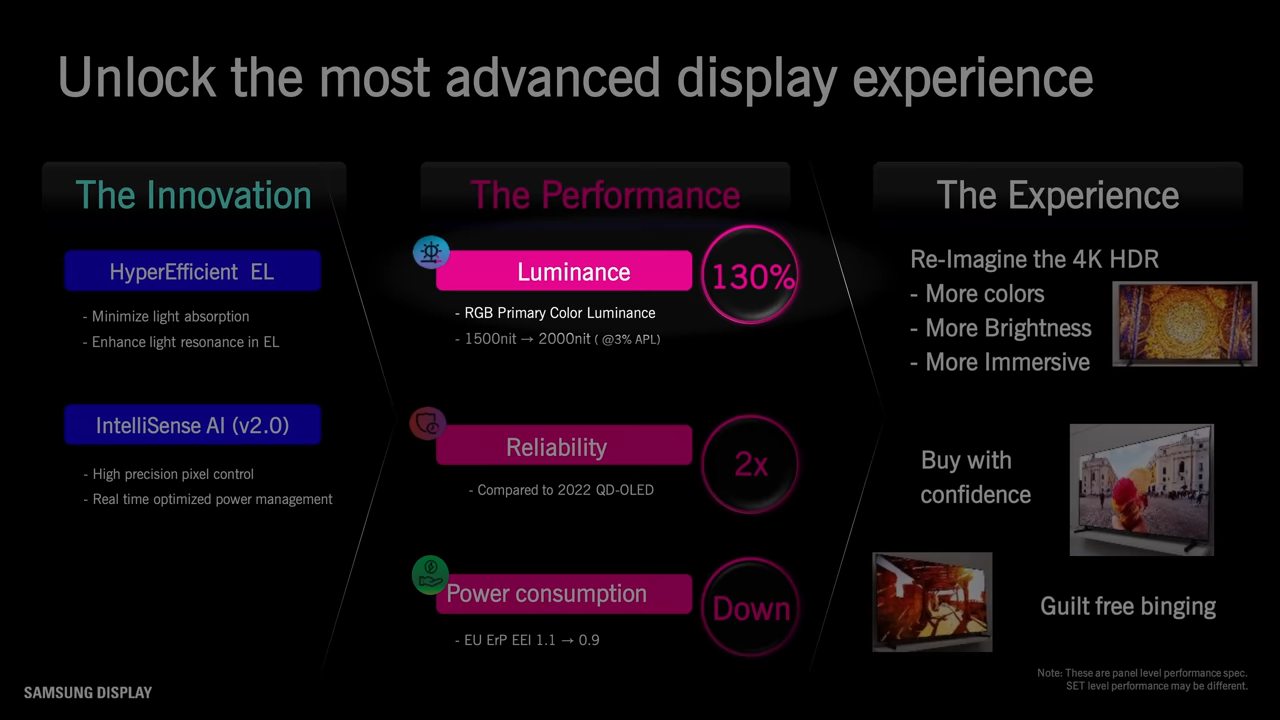 Unlock the most advanced display experience
The Innovation
HyperEfficient EL
- Minimize light absorption
- Enhance light resonance in EL
IntelliSense AI (v2.0)
- High precision pixel control
- Real time optimized power management
The Performance
Luminance
130%
- RGB Primary Color Luminance
- 1500nit → 2000nit ( @3% APL)
Reliability
2x
- Compared to 2022 QD-OLED
Power consumption
Down
- EU ErP EEI 1.1 → 0.9
The Experience
Re-Imagine the 4K HDR
- More colors
- More Brightness
- More Immersive
Buy with
confidence
Guilt free binging
Note: These are panel level performance spec.
SET level performance may be different.
SAMSUNG DISPLAY